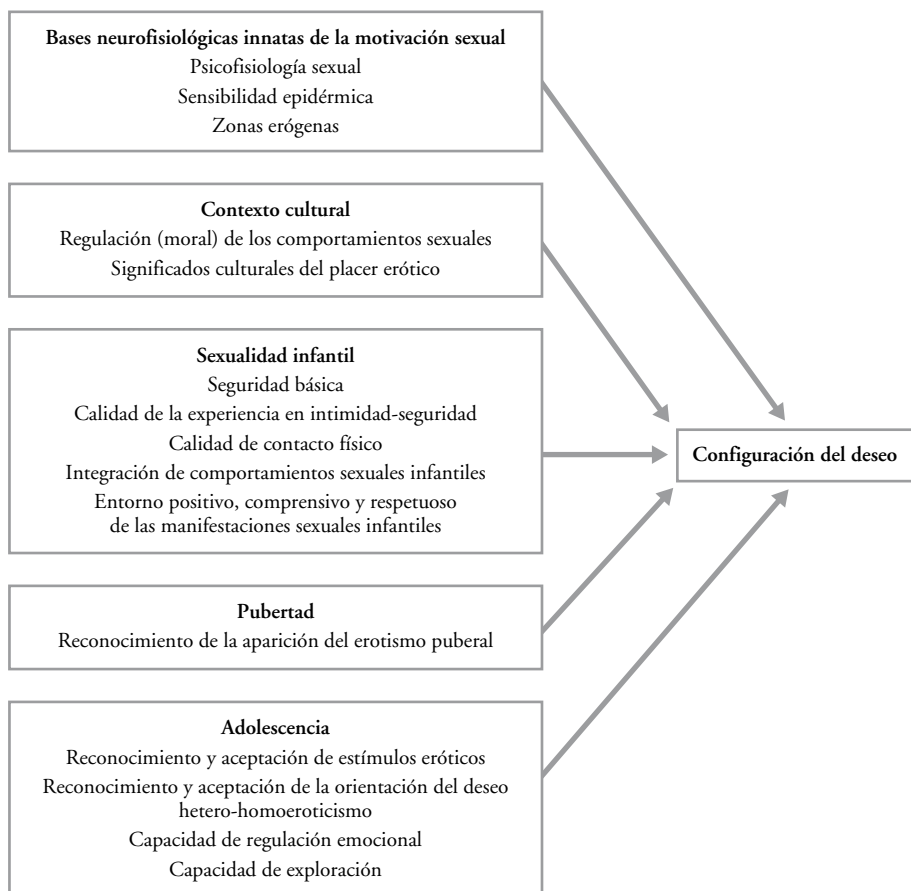 Bases neurofisiológicas innatas de la motivación sexual
Psicofisiología sexual
Sensibilidad epidérmica
Zonas erógenas
Contexto cultural
Regulación (moral) de los comportamientos sexuales
Significados culturales del placer erótico
Sexualidad infantil
Seguridad básica
Calidad de la experiencia en intimidad-seguridad
Calidad de contacto físico
Integración de comportamientos sexuales infantiles
Entorno positivo, comprensivo y respetuoso
de las manifestaciones sexuales infantiles
Configuración del deseo
Pubertad
Reconocimiento de la aparición del erotismo puberal
Adolescencia
Reconocimiento y aceptación de estímulos eróticos
Reconocimiento y aceptación de la orientación del deseo
hetero-homoeroticismo
Capacidad de regulación emocional
Capacidad de exploración